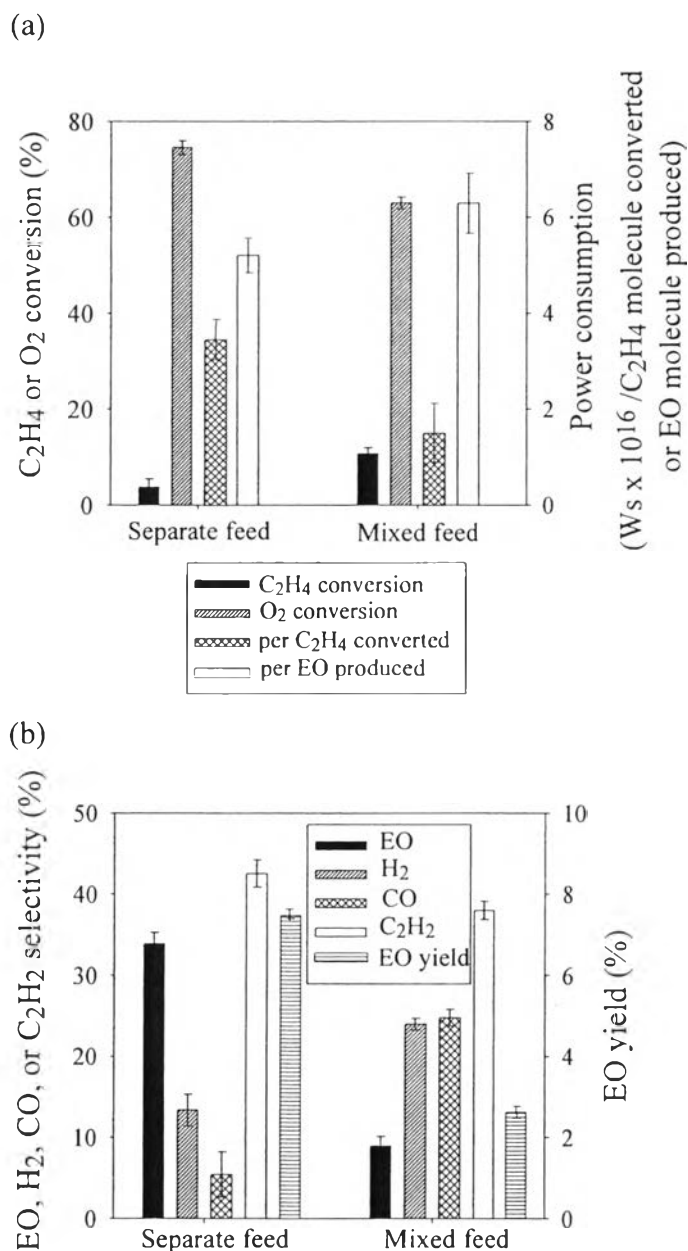 (a)
C2H4 or O2 conversion (%)
80
60
40
20
0
8
6
4
2
0
Power consumption
(Ws x 10^16 /C2H4 molecule converted
or EO molecule produced)
Separate feed Mixed feed
C2H4 conversion
O2 conversion
per C2H4 converted
per EO produced
(b)
EO, H2, CO, or C2H2 selectivity (%)
50
40
30
20
10
0
EO
H2
CO
C2H2
EO yield
10
8
6
4
2
0
EO yield (%)
Separate feed Mixed feed